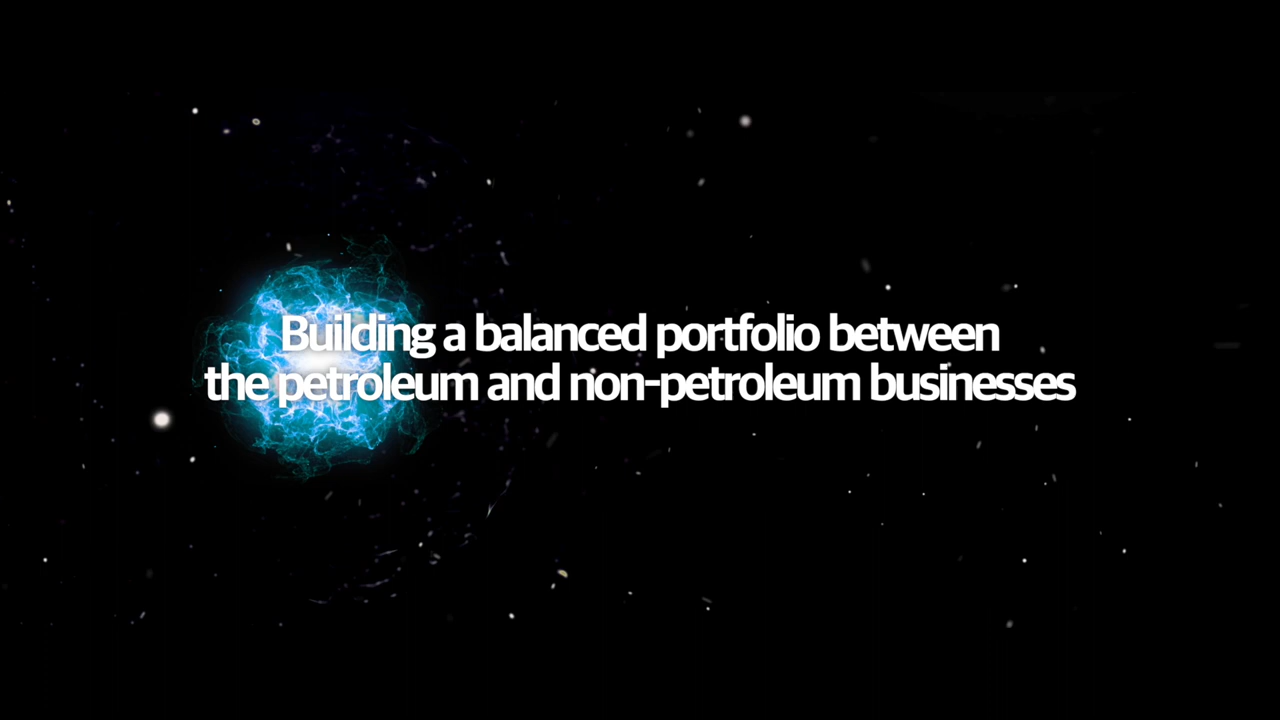 Building a balanced portfolio between
the petroleum and non-petroleum businesses